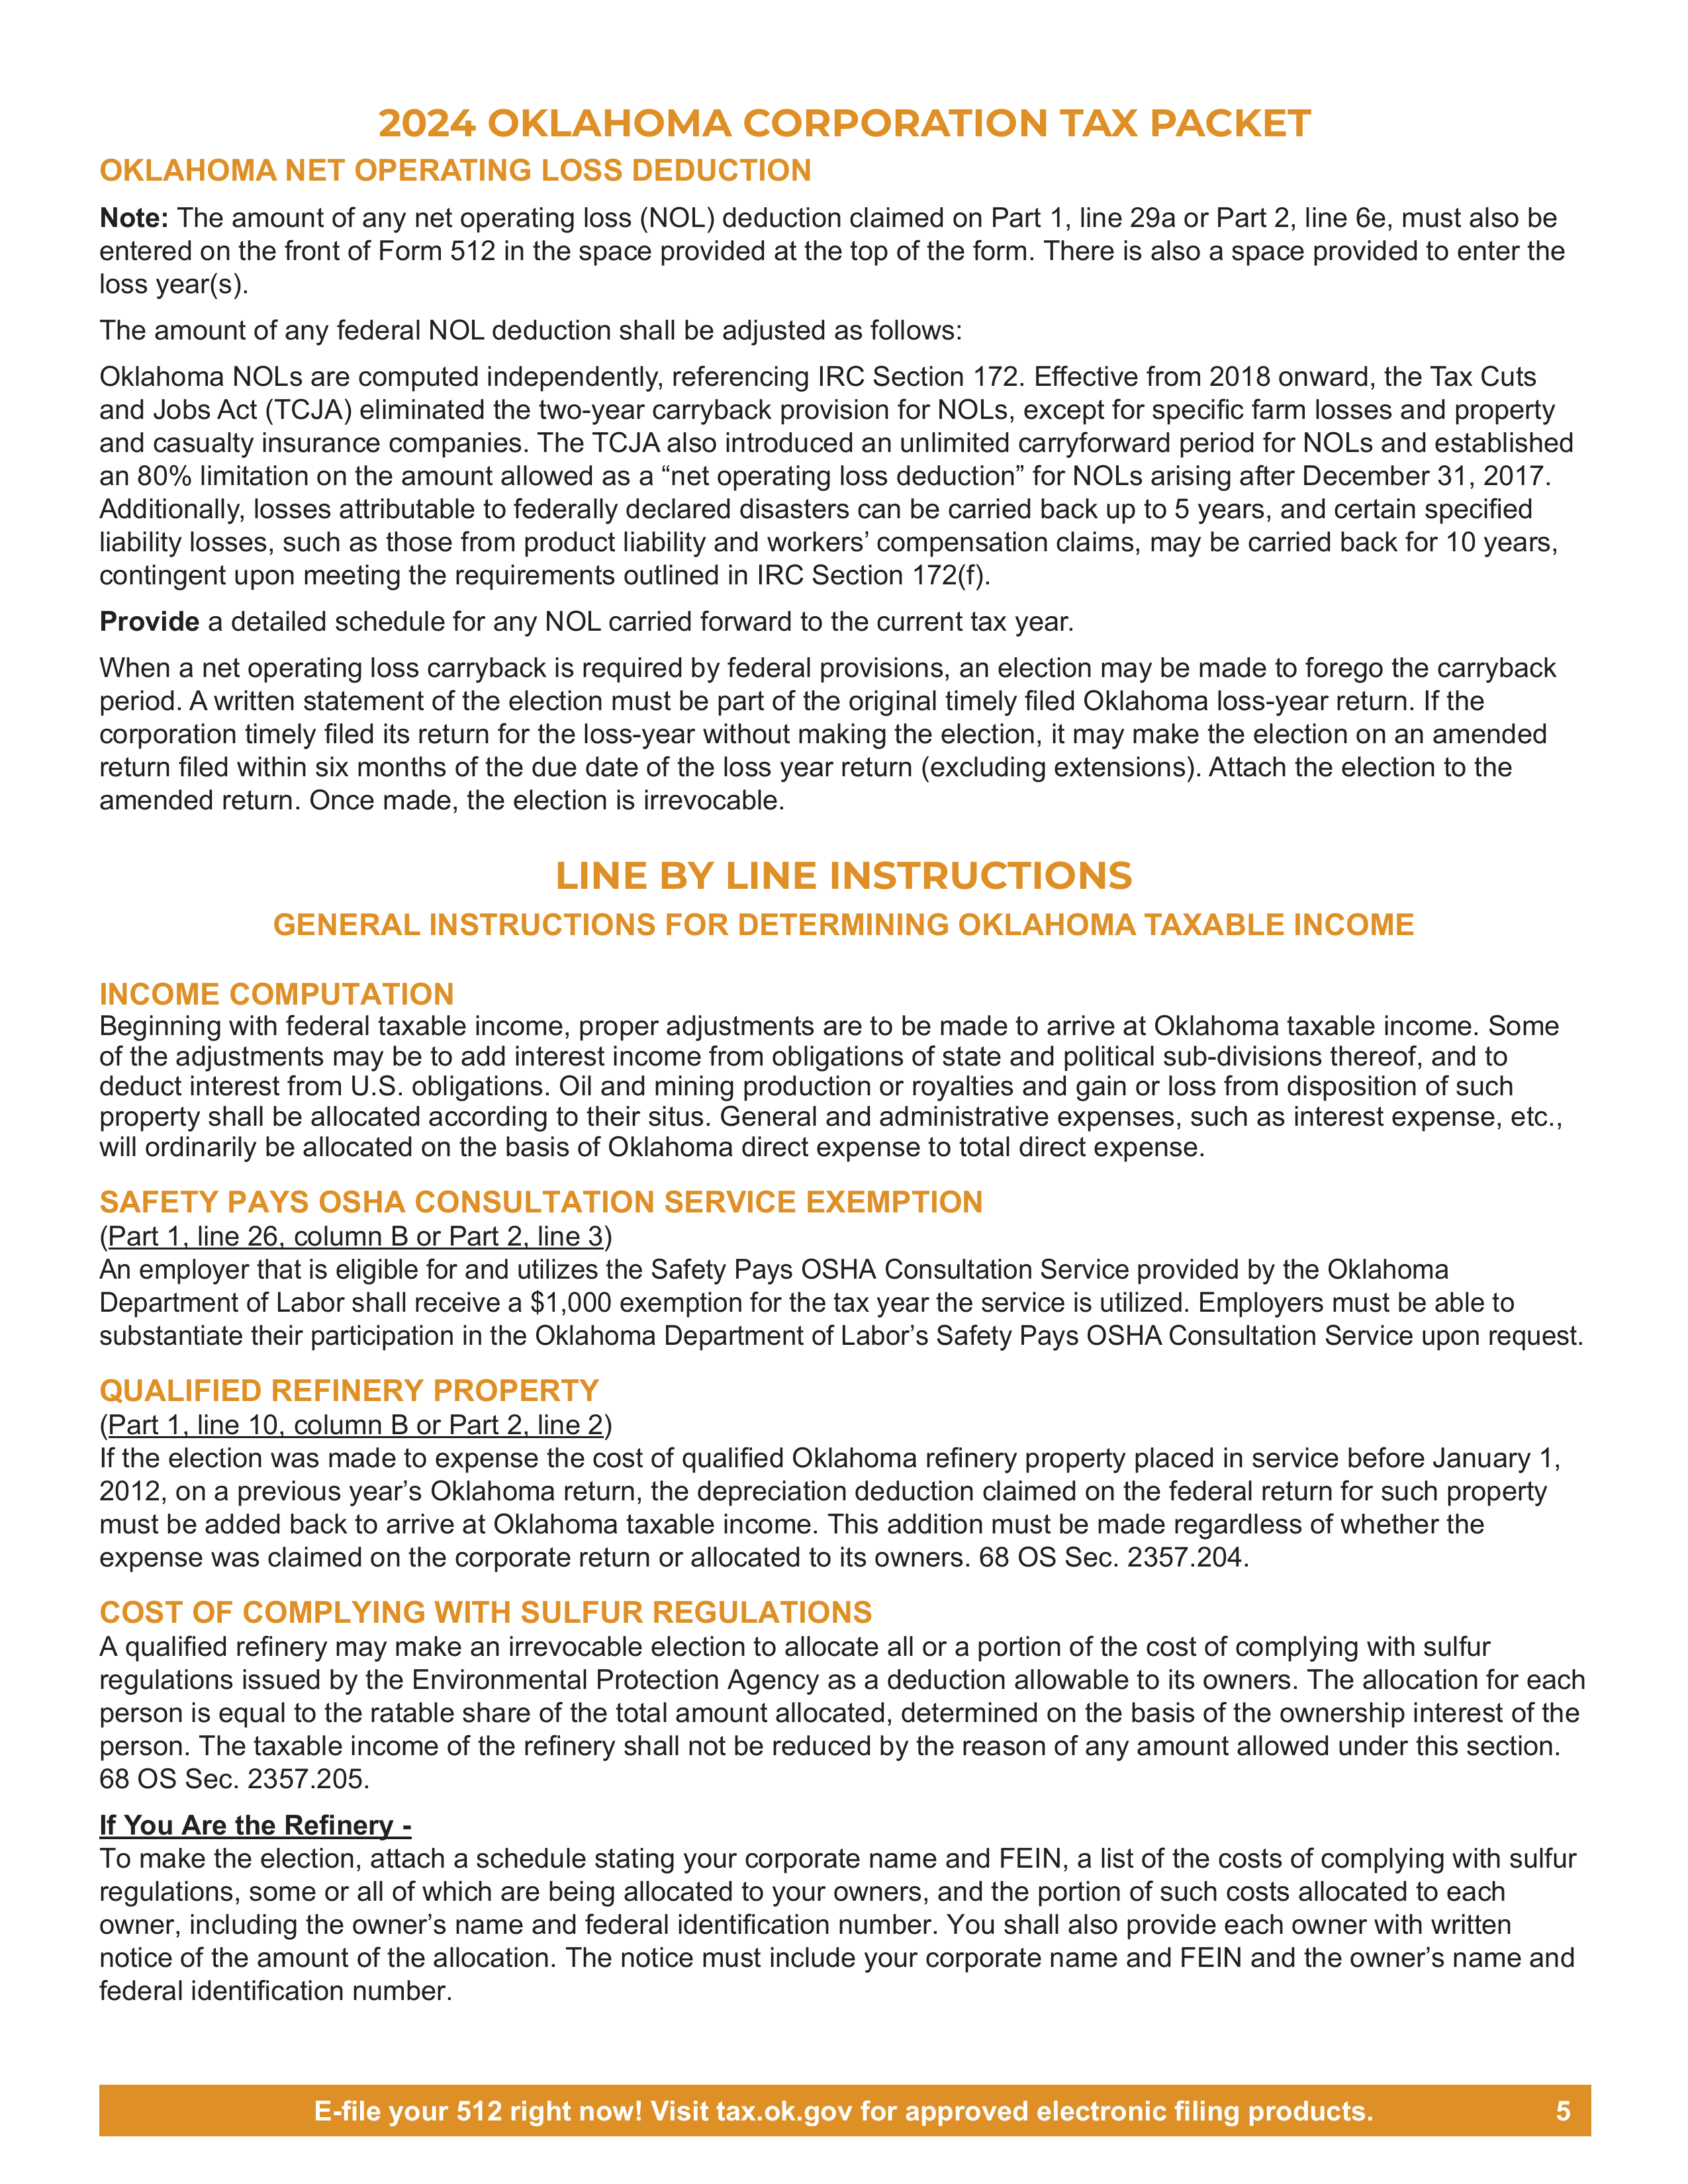 2024 OKLAHOMA CORPORATION TAX PACKET
OKLAHOMA NET OPERATING LOSS DEDUCTION
Note: The amount of any net operating loss (NOL) deduction claimed on Part 1, line 29a or Part 2, line 6e, must also be
entered on the front of Form 512 in the space provided at the top of the form. There is also a space provided to enter the
loss year(s).
The amount of any federal NOL deduction shall be adjusted as follows:
Oklahoma NOLs are computed independently, referencing IRC Section 172. Effective from 2018 onward, the Tax Cuts
and Jobs Act (TCJA) eliminated the two-year carryback provision for NOLs, except for specific farm losses and property
and casualty insurance companies. The TCJA also introduced an unlimited carryforward period for NOLs and established
an 80% limitation on the amount allowed as a “net operating loss deduction” for NOLs arising after December 31, 2017.
Additionally, losses attributable to federally declared disasters can be carried back up to 5 years, and certain specified
liability losses, such as those from product liability and workers’ compensation claims, may be carried back for 10 years,
contingent upon meeting the requirements outlined in IRC Section 172(f).
Provide a detailed schedule for any NOL carried forward to the current tax year.
When a net operating loss carryback is required by federal provisions, an election may be made to forego the carryback
period. A written statement of the election must be part of the original timely filed Oklahoma loss-year return. If the
corporation timely filed its return for the loss-year without making the election, it may make the election on an amended
return filed within six months of the due date of the loss year return (excluding extensions). Attach the election to the
amended return. Once made, the election is irrevocable.
LINE BY LINE INSTRUCTIONS
GENERAL INSTRUCTIONS FOR DETERMINING OKLAHOMA TAXABLE INCOME
INCOME COMPUTATION
Beginning with federal taxable income, proper adjustments are to be made to arrive at Oklahoma taxable income. Some
of the adjustments may be to add interest income from obligations of state and political sub-divisions thereof, and to
deduct interest from U.S. obligations. Oil and mining production or royalties and gain or loss from disposition of such
property shall be allocated according to their situs. General and administrative expenses, such as interest expense, etc.,
will ordinarily be allocated on the basis of Oklahoma direct expense to total direct expense.
SAFETY PAYS OSHA CONSULTATION SERVICE EXEMPTION
(Part 1, line 26, column B or Part 2, line 3)
An employer that is eligible for and utilizes the Safety Pays OSHA Consultation Service provided by the Oklahoma
Department of Labor shall receive a $1,000 exemption for the tax year the service is utilized. Employers must be able to
substantiate their participation in the Oklahoma Department of Labor’s Safety Pays OSHA Consultation Service upon request.
QUALIFIED REFINERY PROPERTY
(Part 1, line 10, column B or Part 2, line 2)
If the election was made to expense the cost of qualified Oklahoma refinery property placed in service before January 1,
2012, on a previous year’s Oklahoma return, the depreciation deduction claimed on the federal return for such property
must be added back to arrive at Oklahoma taxable income. This addition must be made regardless of whether the
expense was claimed on the corporate return or allocated to its owners. 68 OS Sec. 2357.204.
COST OF COMPLYING WITH SULFUR REGULATIONS
A qualified refinery may make an irrevocable election to allocate all or a portion of the cost of complying with sulfur
regulations issued by the Environmental Protection Agency as a deduction allowable to its owners. The allocation for each
person is equal to the ratable share of the total amount allocated, determined on the basis of the ownership interest of the
person. The taxable income of the refinery shall not be reduced by the reason of any amount allowed under this section.
68 OS Sec. 2357.205.
If You Are the Refinery -
To make the election, attach a schedule stating your corporate name and FEIN, a list of the costs of complying with sulfur
regulations, some or all of which are being allocated to your owners, and the portion of such costs allocated to each
owner, including the owner’s name and federal identification number. You shall also provide each owner with written
notice of the amount of the allocation. The notice must include your corporate name and FEIN and the owner’s name and
federal identification number.
E-file your 512 right now! Visit tax.ok.gov for approved electronic filing products. 5